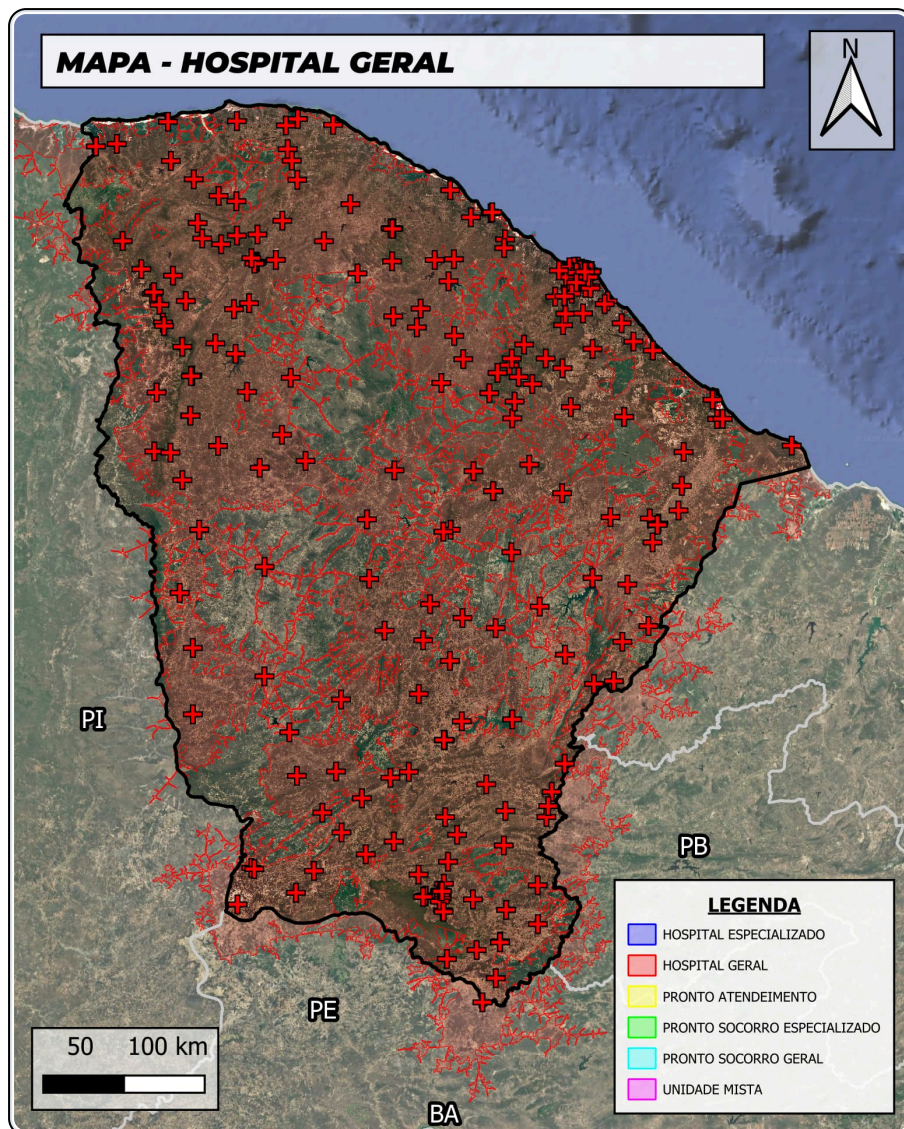 MAPA - HOSPITAL GERAL
N
PI
PB
PE
BA
LEGENDA
HOSPITAL ESPECIALIZADO
HOSPITAL GERAL
PRONTO ATENDEIMENTO
PRONTO SOCORRO ESPECIALIZADO
PRONTO SOCORRO GERAL
UNIDADE MISTA
50 100 km